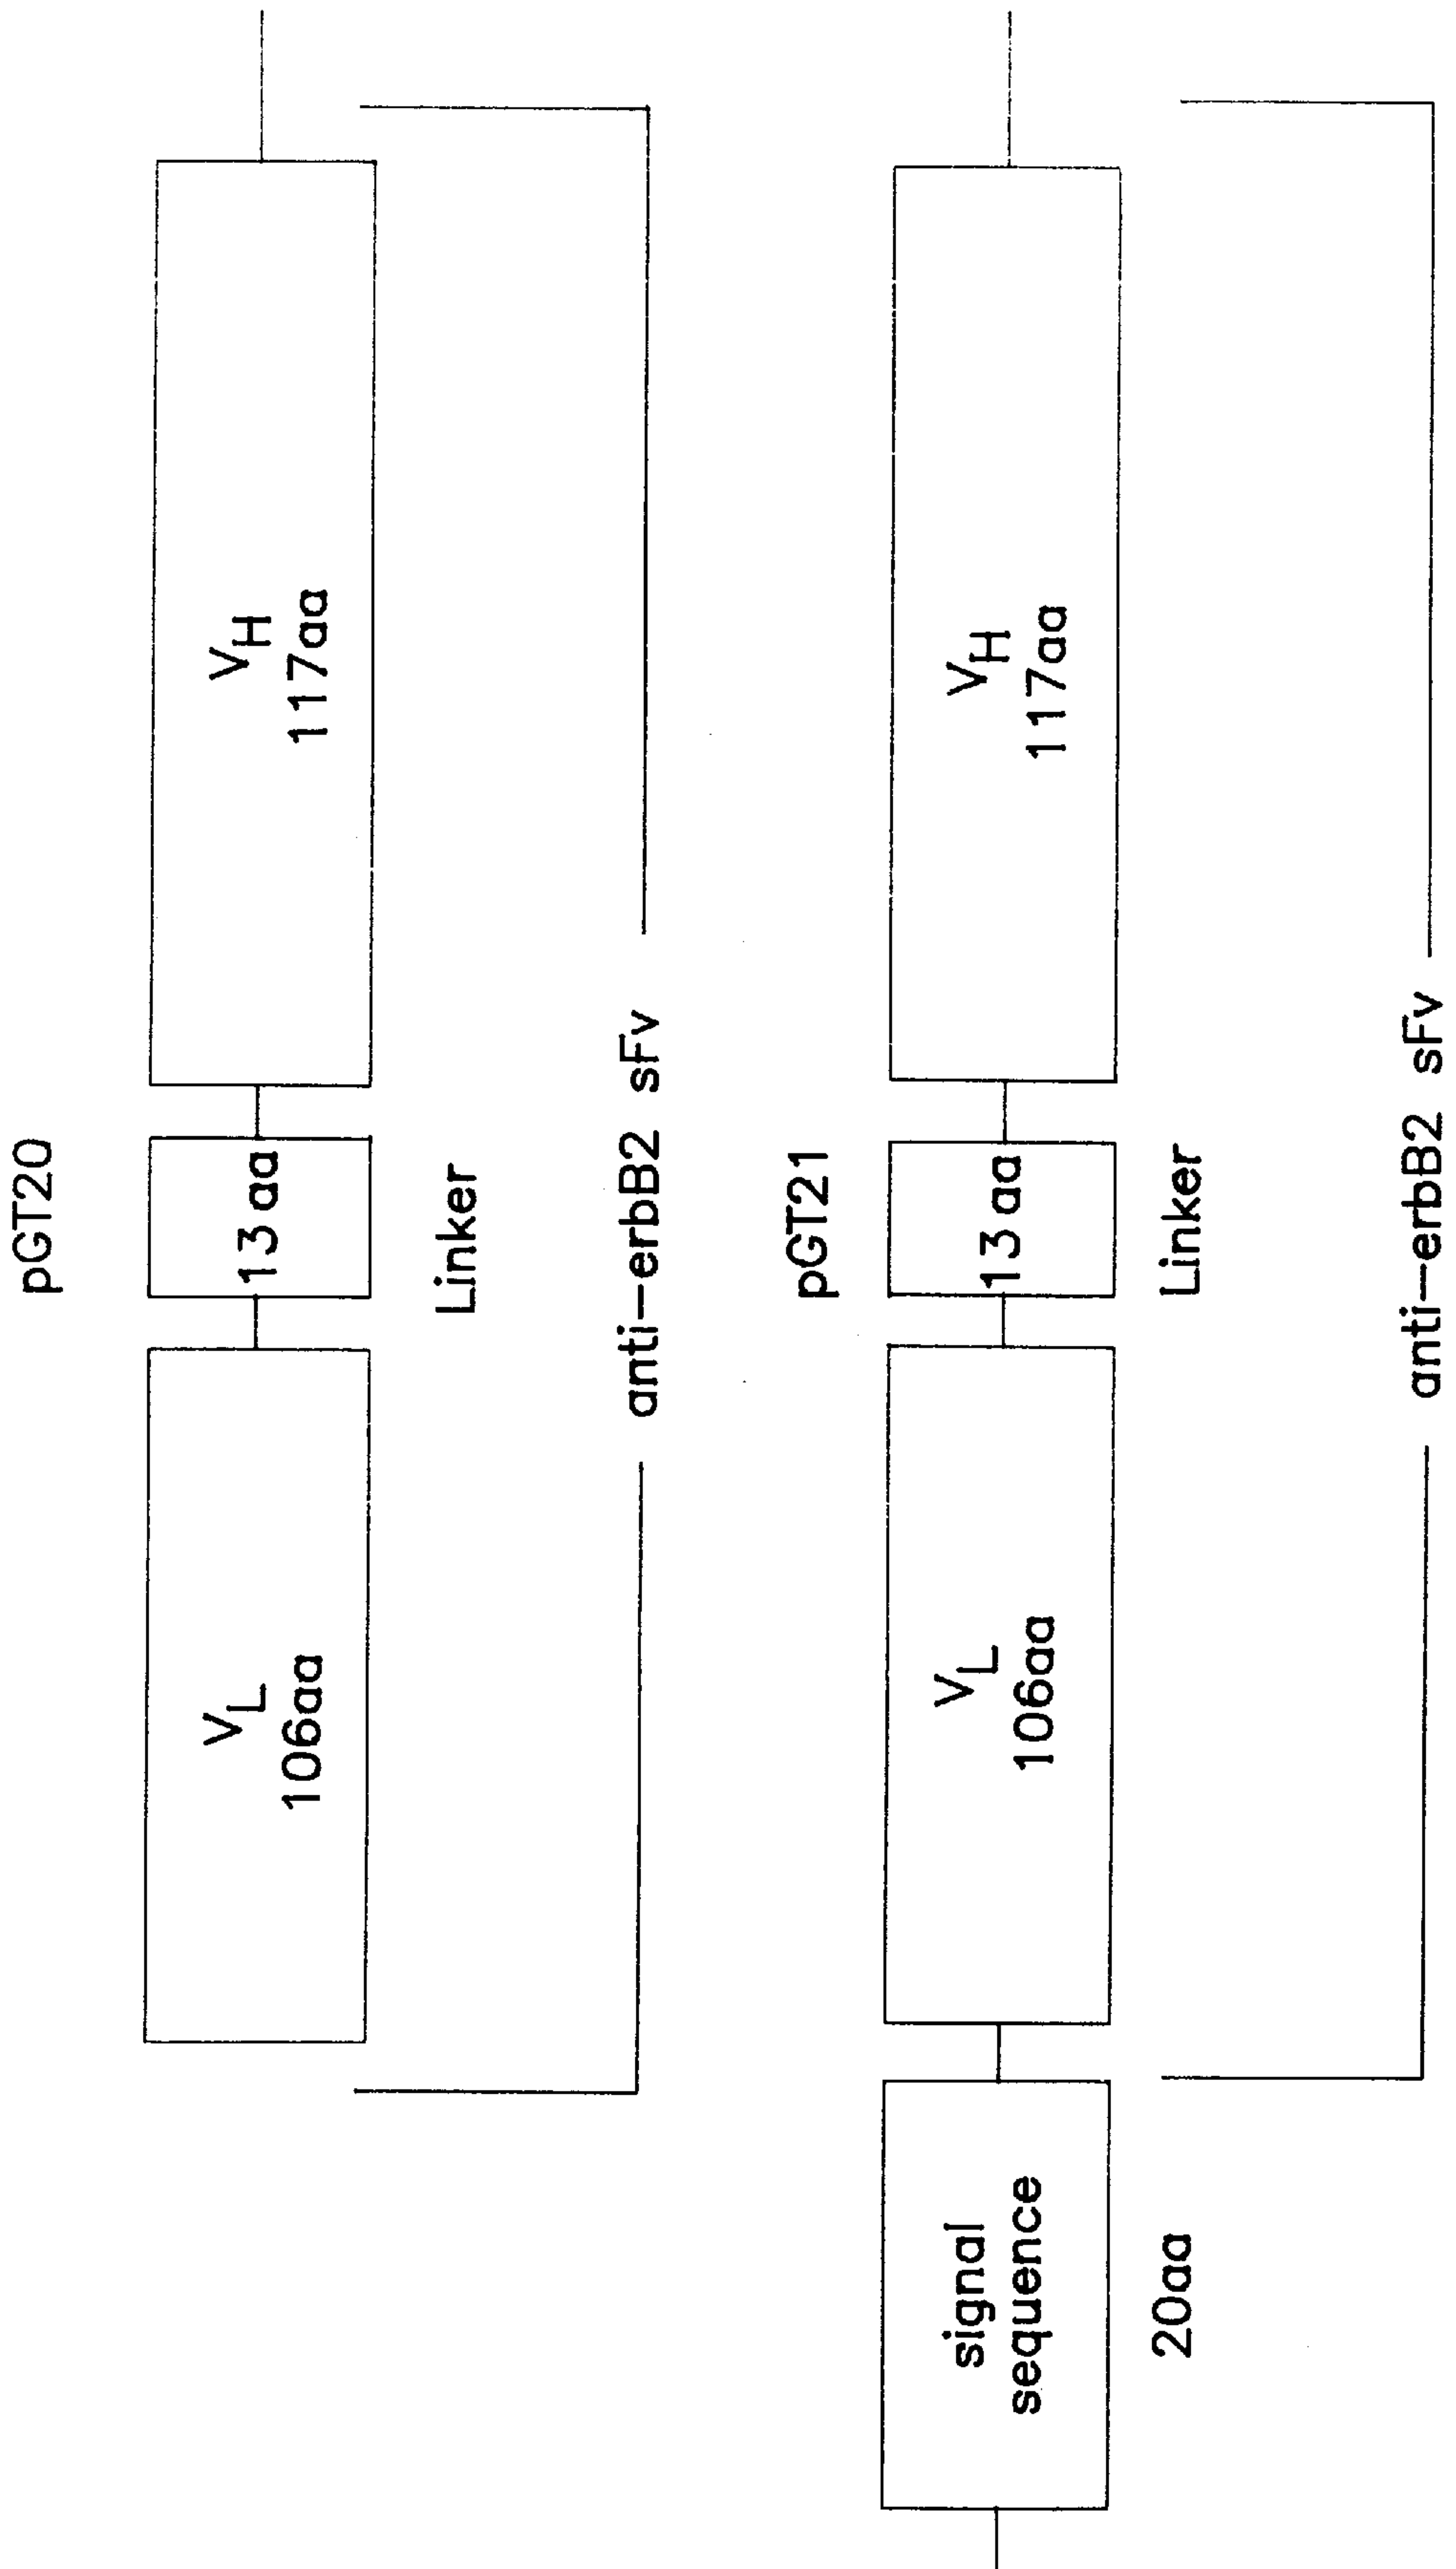 pGT20
V_L
106aa
13 aa
V_H
117aa
Linker
anti-erbB2 sFv
pGT21
signal
sequence
V_L
106aa
13 aa
V_H
117aa
20aa
Linker
anti-erbB2 sFv